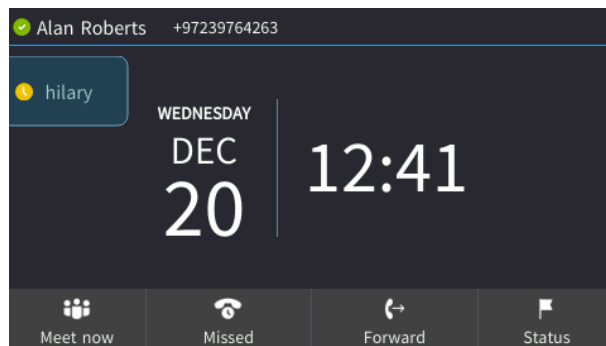 Alan Roberts +97239764263
hilary
WEDNESDAY
DEC
20
12:41
Meet now Missed Forward Status